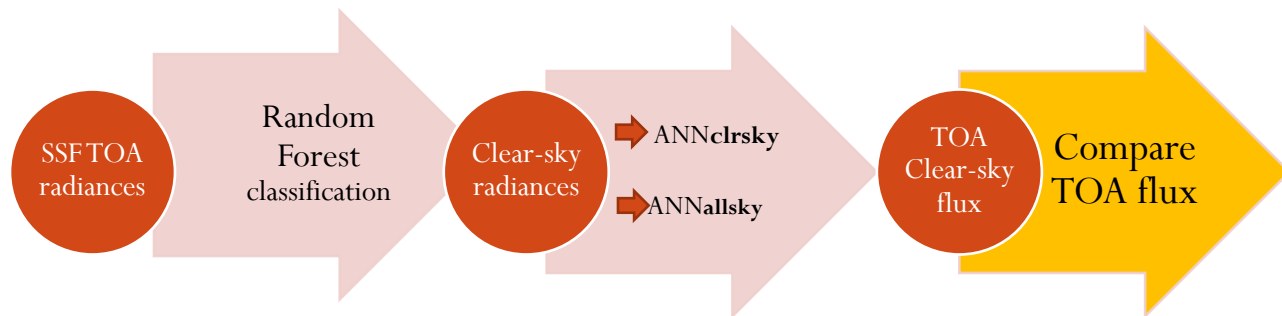 SSF TOA
radiances
Random
Forest
classification
Clear-sky
radiances
ANNclrsky
ANNallsky
TOA
Clear-sky
flux
Compare
TOA flux